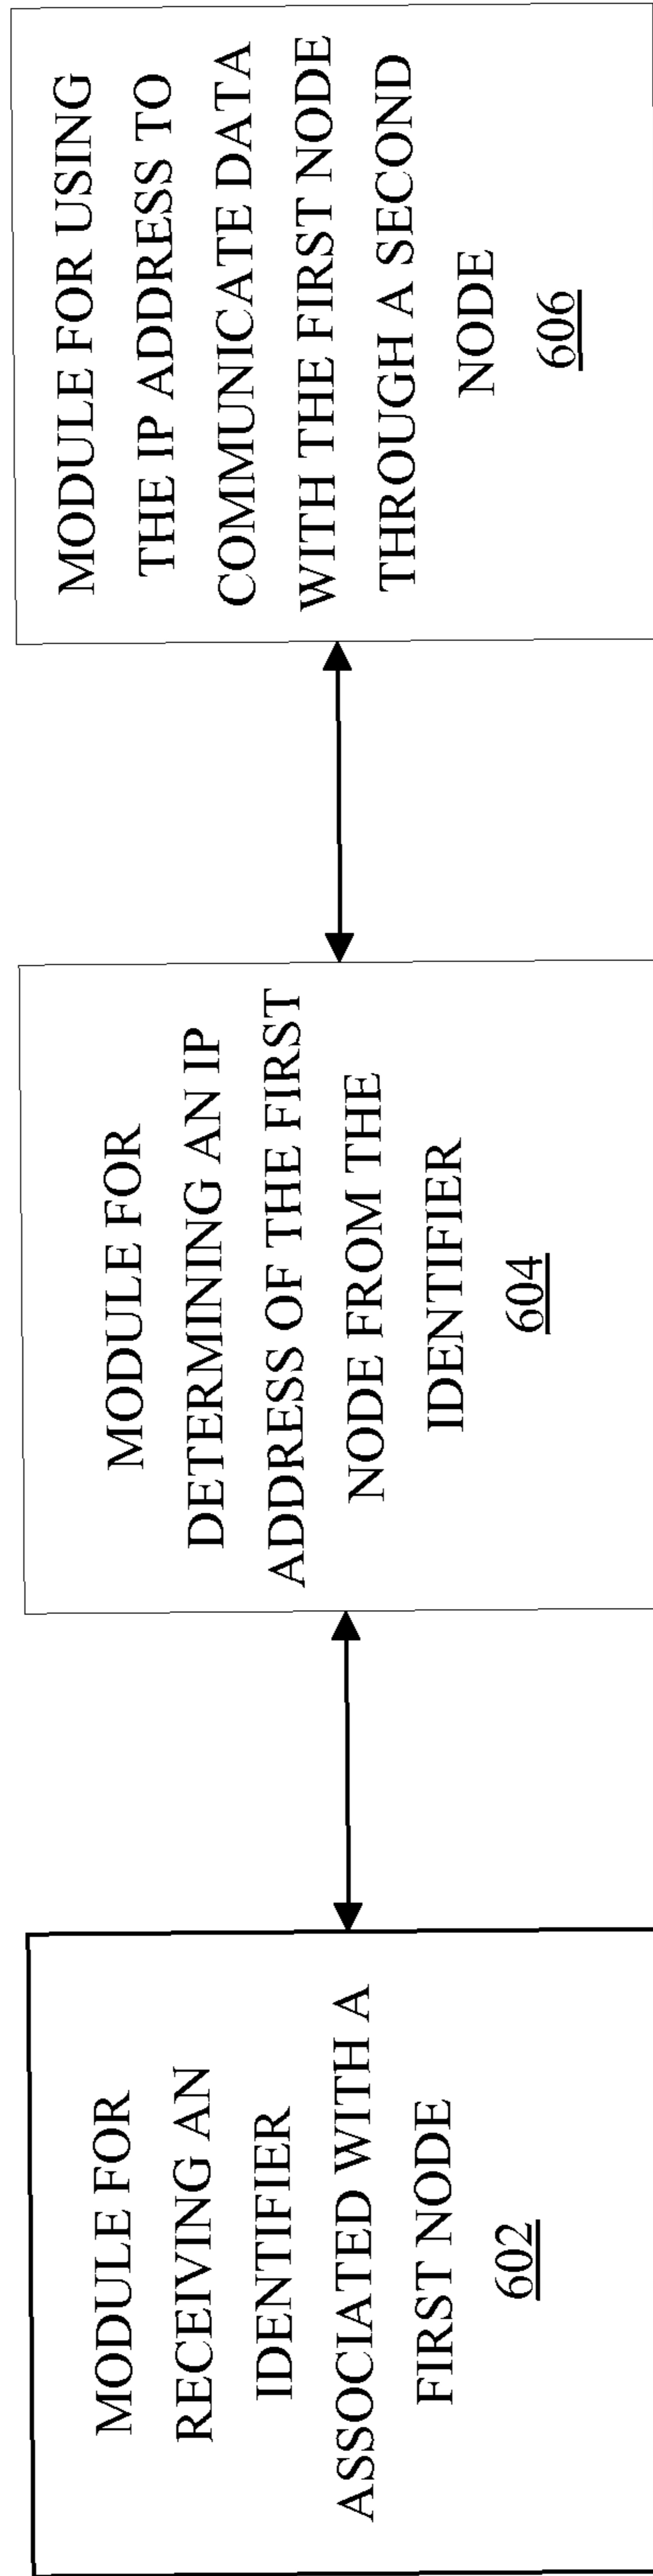 MODULE FOR
RECEIVING AN
IDENTIFIER
ASSOCIATED WITH A
FIRST NODE
602
MODULE FOR
DETERMINING AN IP
ADDRESS OF THE FIRST
NODE FROM THE
IDENTIFIER
604
MODULE FOR USING
THE IP ADDRESS TO
COMMUNICATE DATA
WITH THE FIRST NODE
THROUGH A SECOND
NODE
606